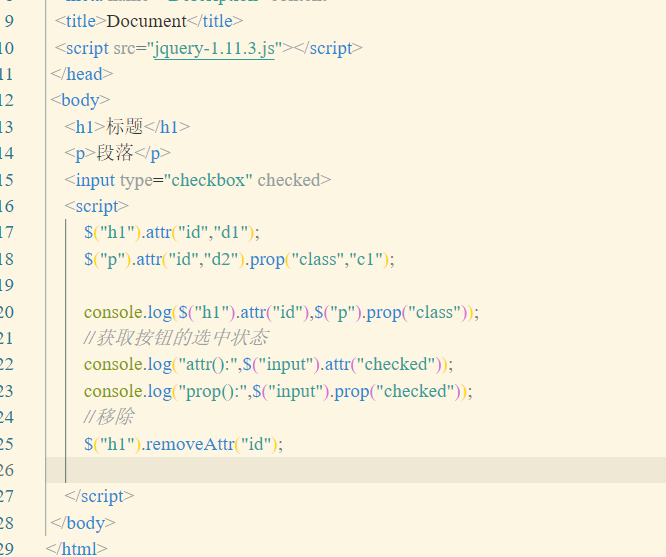 9 <title>Document</title>
10 <script src="jquery-1.11.3.js"></script>
11 </head>
12 <body>
13 <h1>标题</h1>
14 <p>段落</p>
15 <input type="checkbox" checked>
16 <script>
17 $("h1").attr("id","d1");
18 $("p").attr("id","d2").prop("class","c1");
19
20 console.log($("h1").attr("id"),$("p").prop("class"));
21 //获取按钮的选中状态
22 console.log("attr():",$("input").attr("checked"));
23 console.log("prop():",$("input").prop("checked"));
24 //移除
25 $("h1").removeAttr("id");
26
27 </script>
28 </body>
29 </html>